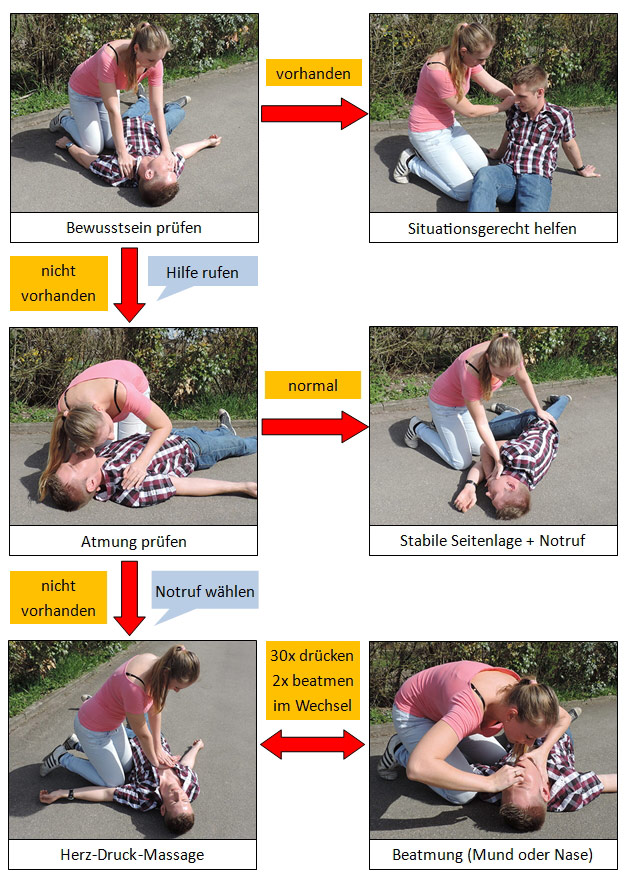 vorhanden
Bewusstsein prüfen
Situationsgerecht helfen
nicht
vorhanden
Hilfe rufen
normal
Atmung prüfen
Stabile Seitenlage + Notruf
nicht
vorhanden
Notruf wählen
30x drücken
2x beatmen
im Wechsel
Herz-Druck-Massage
Beatmung (Mund oder Nase)